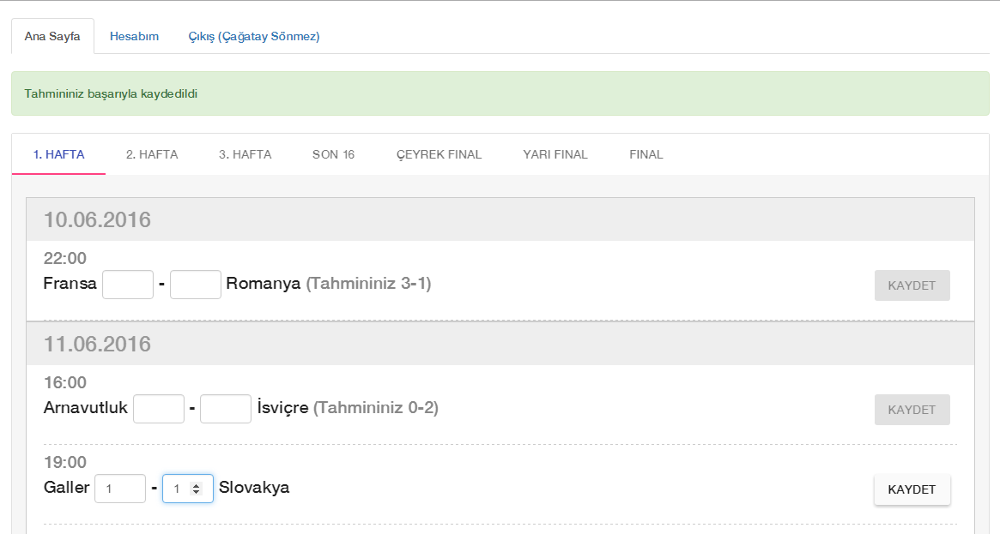 Ana Sayfa Hesabım Çıkış (Çağatay Sönmez)
Tahmininiz başarıyla kaydedildi
1. HAFTA 2. HAFTA 3. HAFTA SON 16 ÇEYREK FINAL YARI FINAL FINAL
10.06.2016
22:00
Fransa - Romanya (Tahmininiz 3-1) KAYDET
11.06.2016
16:00
Arnavutluk - İsviçre (Tahmininiz 0-2) KAYDET
19:00
Galler 1 - 1 Slovakya KAYDET